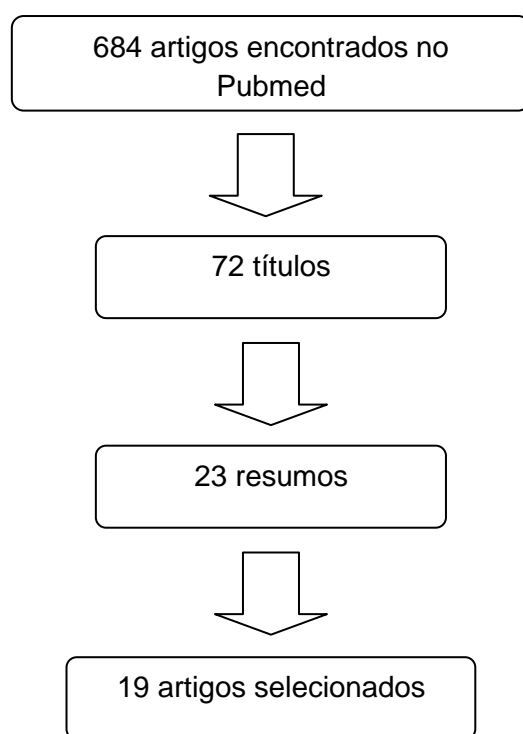 684 artigos encontrados no
Pubmed
72 títulos
23 resumos
19 artigos selecionados